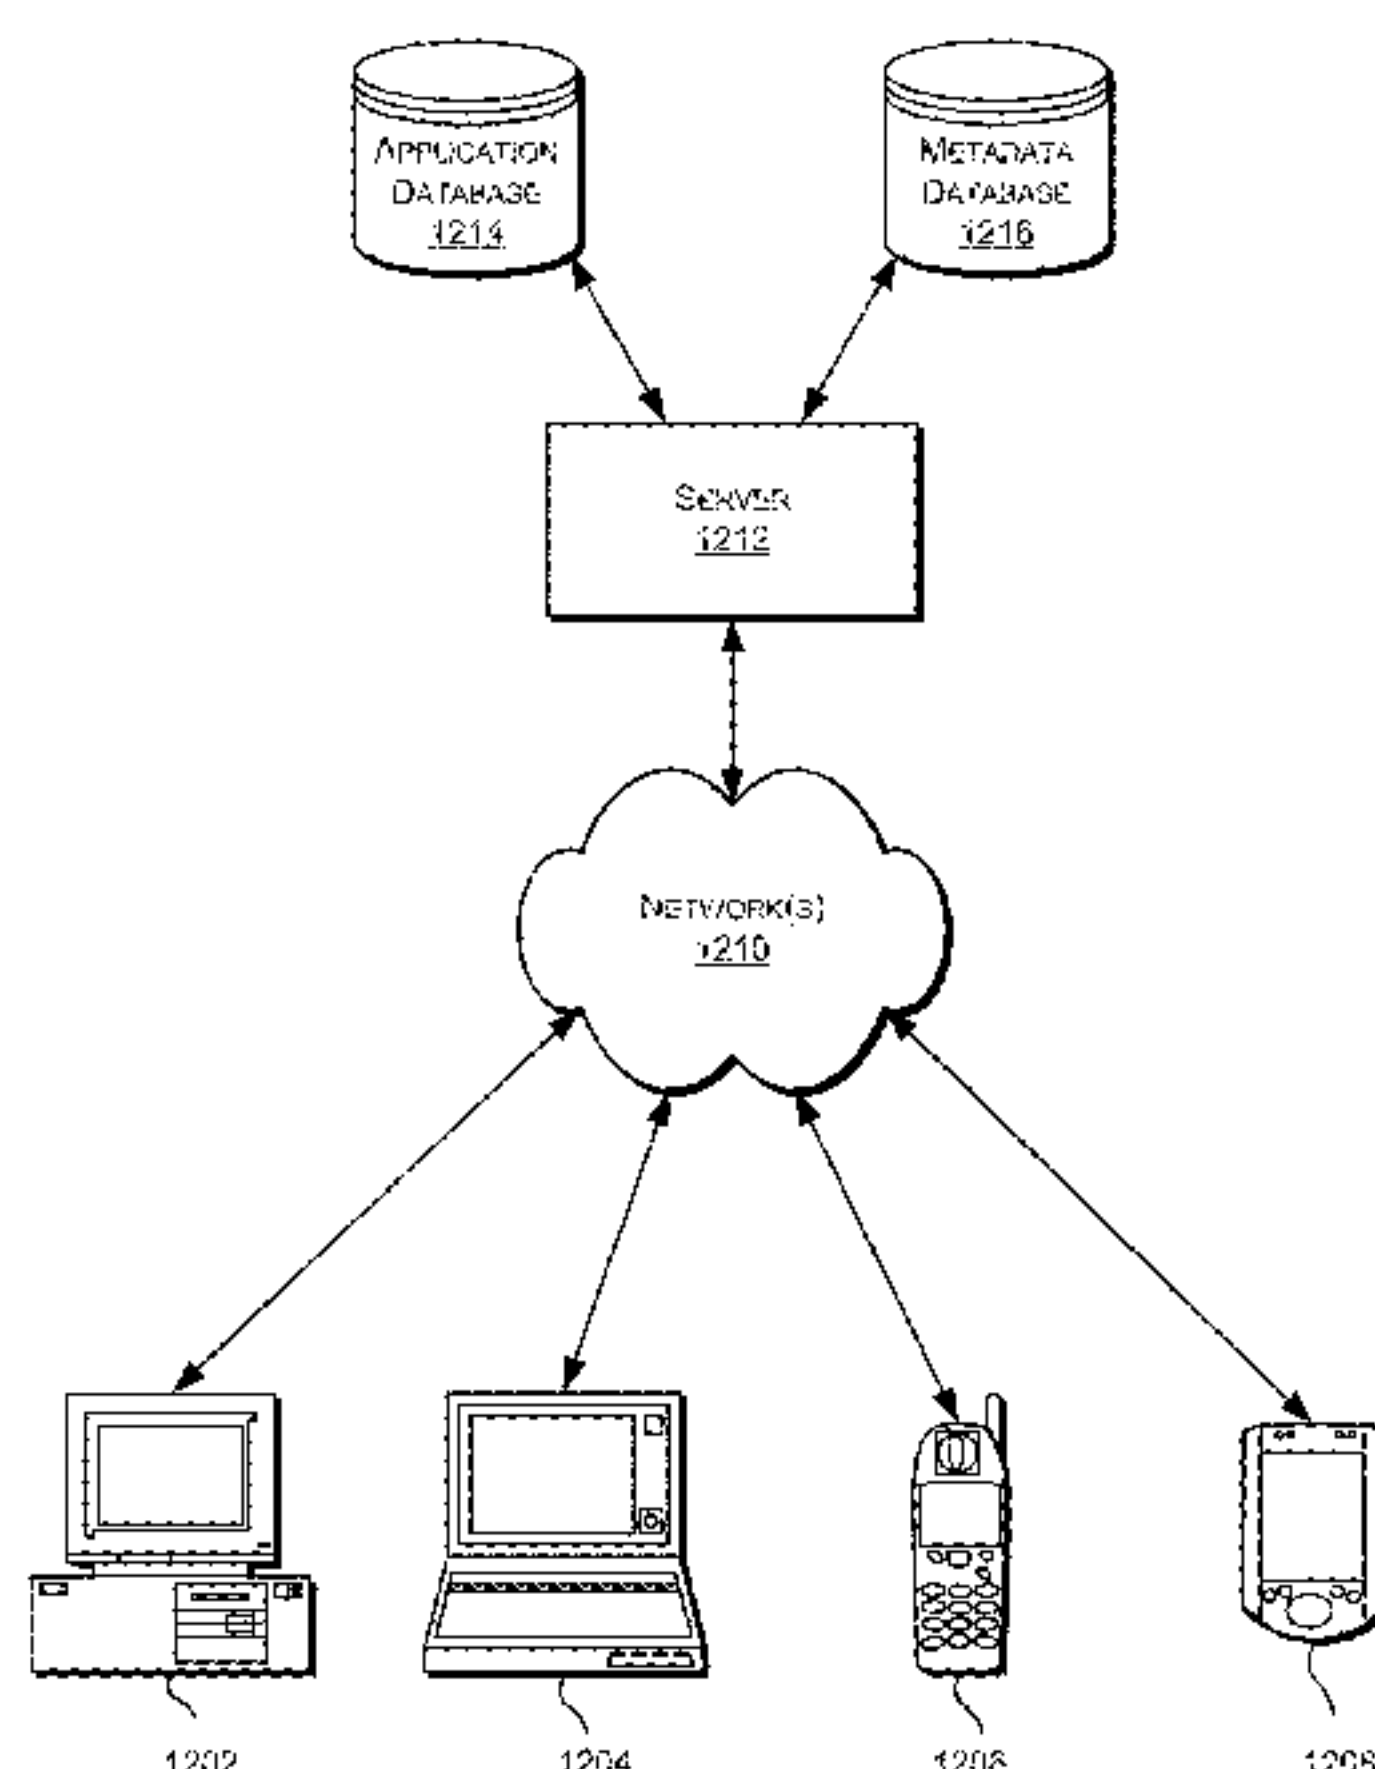 APPLICATION
DATABASE
1214
METADATA
DATABASE
1216
SERVER
1212
NETWORK(S)
1210
1202
1204
1206
1208